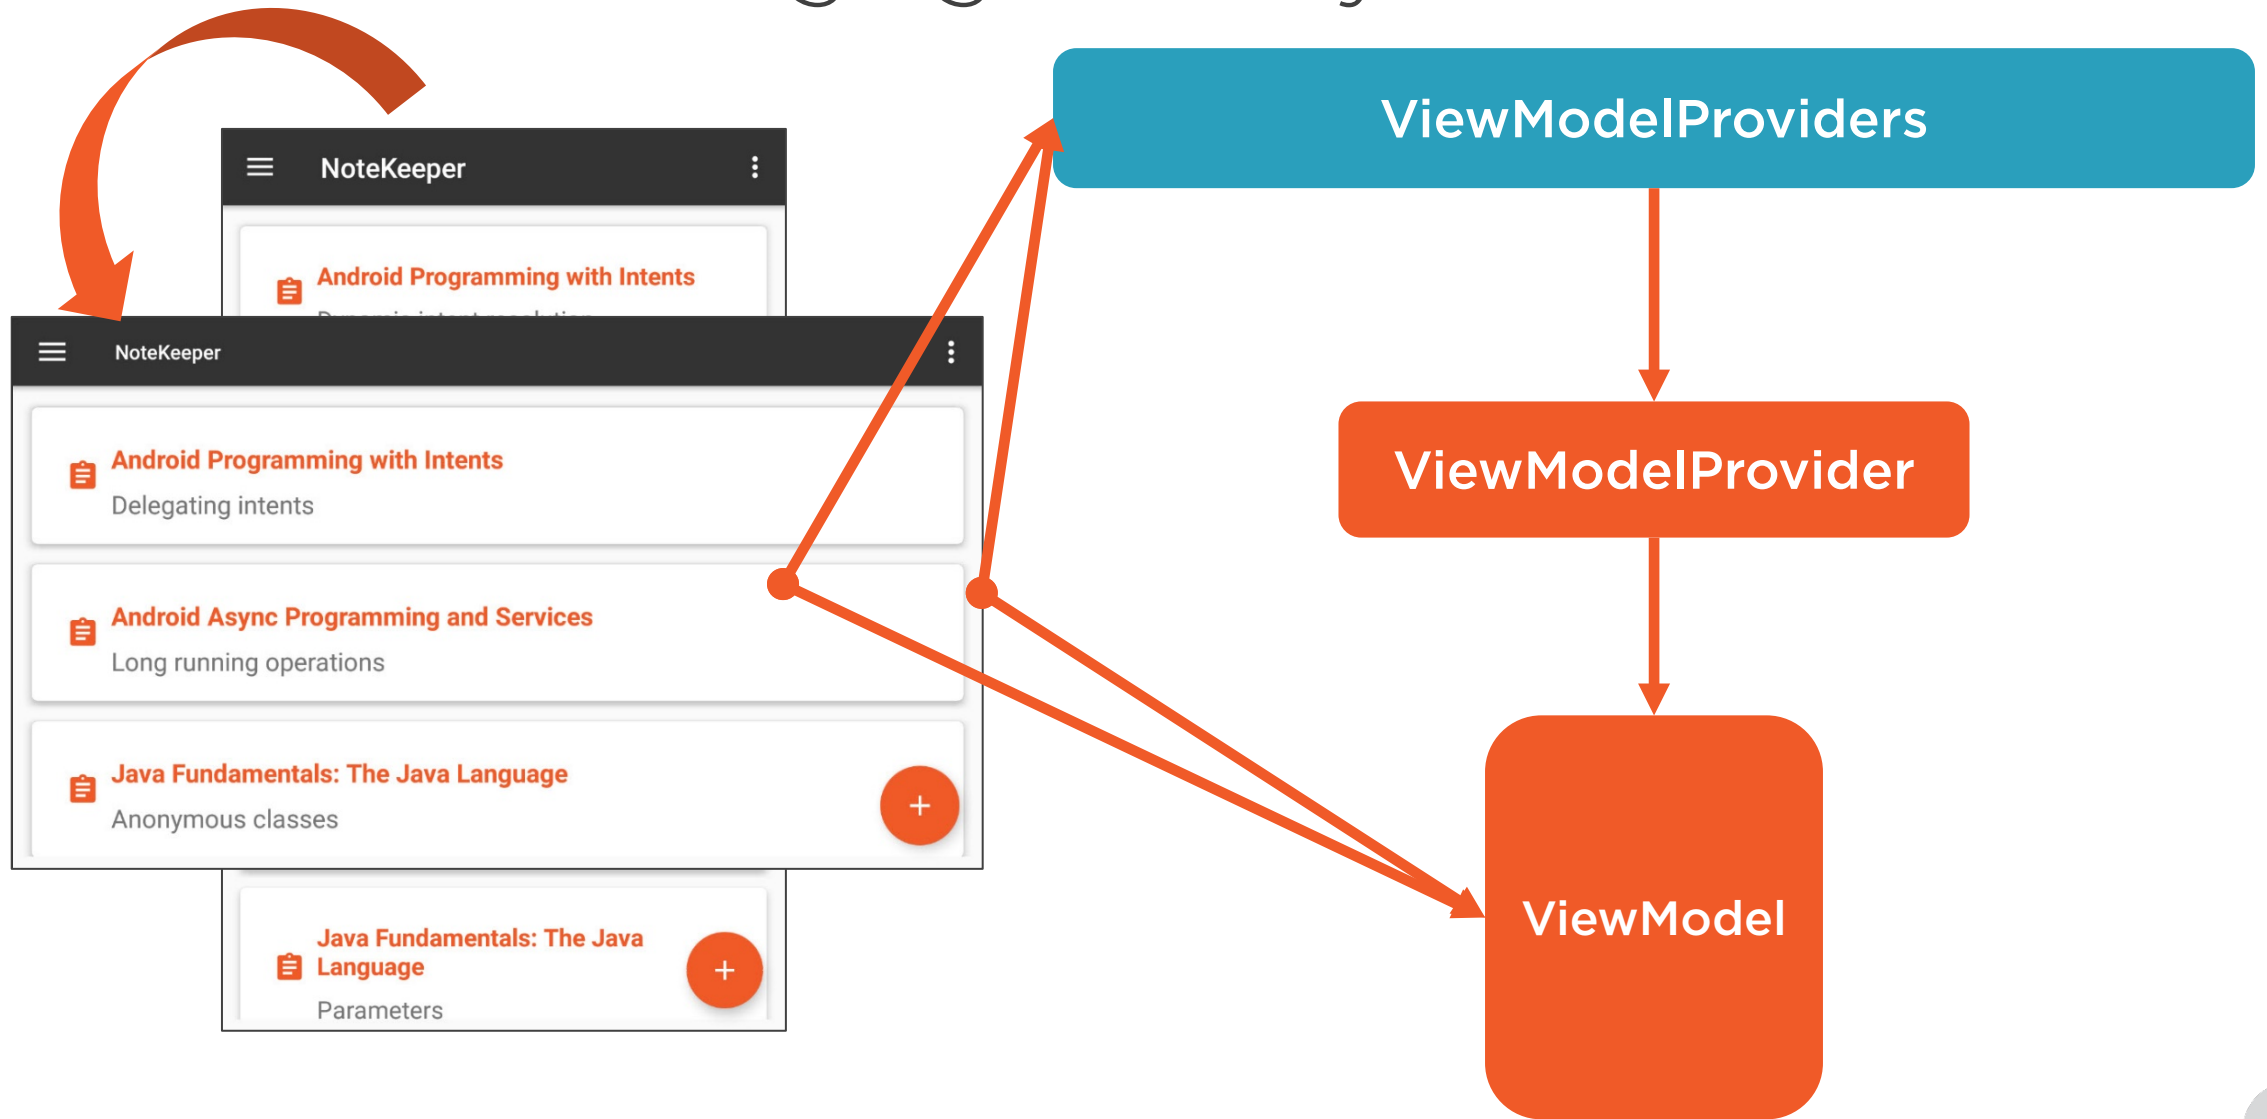 NoteKeeper
Android Programming with Intents
NoteKeeper
Android Programming with Intents
Delegating intents
Android Async Programming and Services
Long running operations
Java Fundamentals: The Java Language
Anonymous classes
Java Fundamentals: The Java
Language
Parameters
ViewModelProviders
ViewModelProvider
ViewModel